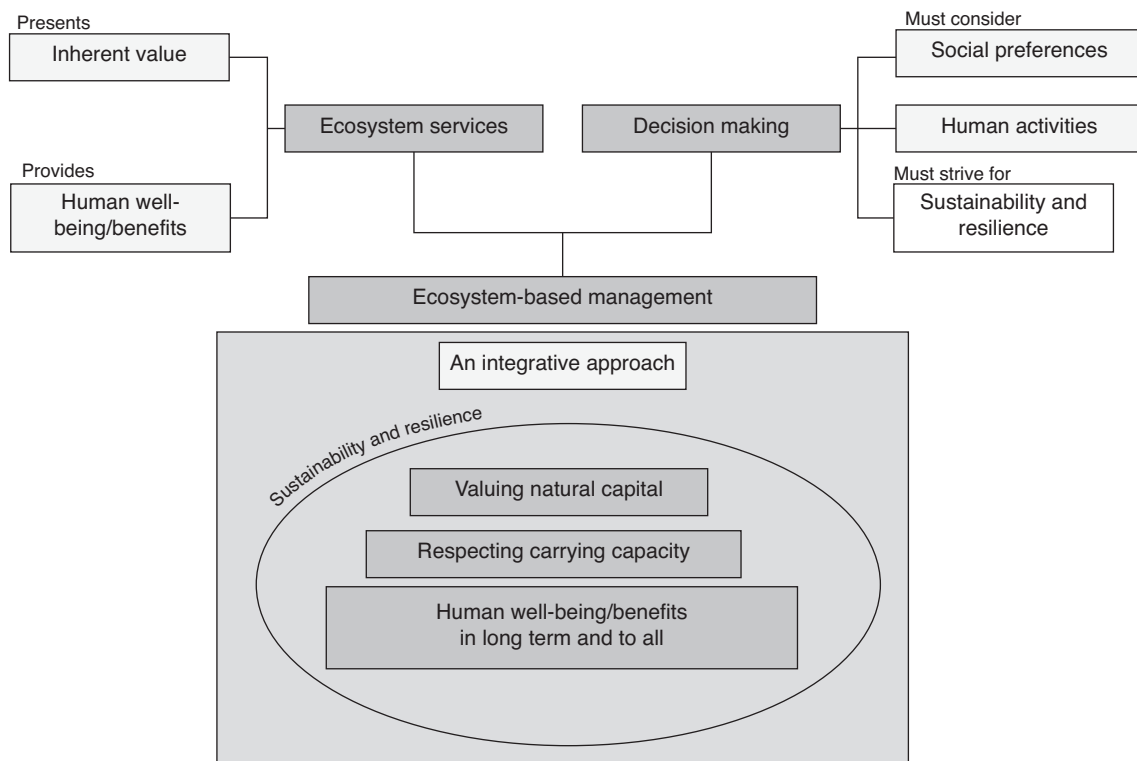 Presents
Inherent value
Provides
Human well-
being/benefits
Ecosystem services
Decision making
Must consider
Social preferences
Human activities
Must strive for
Sustainability and
resilience
Ecosystem-based management
An integrative approach
Sustainability and resilience
Valuing natural capital
Respecting carrying capacity
Human well-being/benefits
in long term and to all